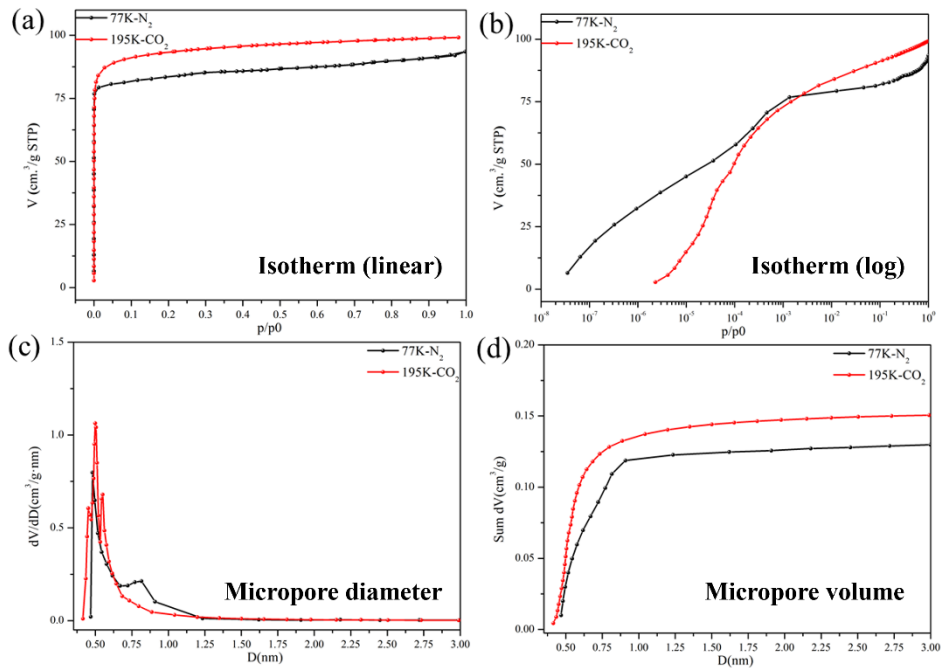 (a)
77K-N₂
195K-CO₂
V (cm³/g STP)
100
75
50
25
0
Isotherm (linear)
0.0 0.1 0.2 0.3 0.4 0.5 0.6 0.7 0.8 0.9 1.0
p/p0
(b)
77K-N₂
195K-CO₂
V (cm³/g STP)
100
75
50
25
0
Isotherm (log)
10⁻⁸ 10⁻⁷ 10⁻⁶ 10⁻⁵ 10⁻⁴ 10⁻³ 10⁻² 10⁻¹ 10⁰
p/p0
(c)
77K-N₂
195K-CO₂
dV/dD(cm³/g·nm)
1.5
1.0
0.5
0.0
Micropore diameter
0.50 0.75 1.00 1.25 1.50 1.75 2.00 2.25 2.50 2.75 3.00
D(nm)
(d)
77K-N₂
195K-CO₂
Sum dV(cm³/g)
0.20
0.15
0.10
0.05
0.00
Micropore volume
0.50 0.75 1.00 1.25 1.50 1.75 2.00 2.25 2.50 2.75 3.00
D(nm)